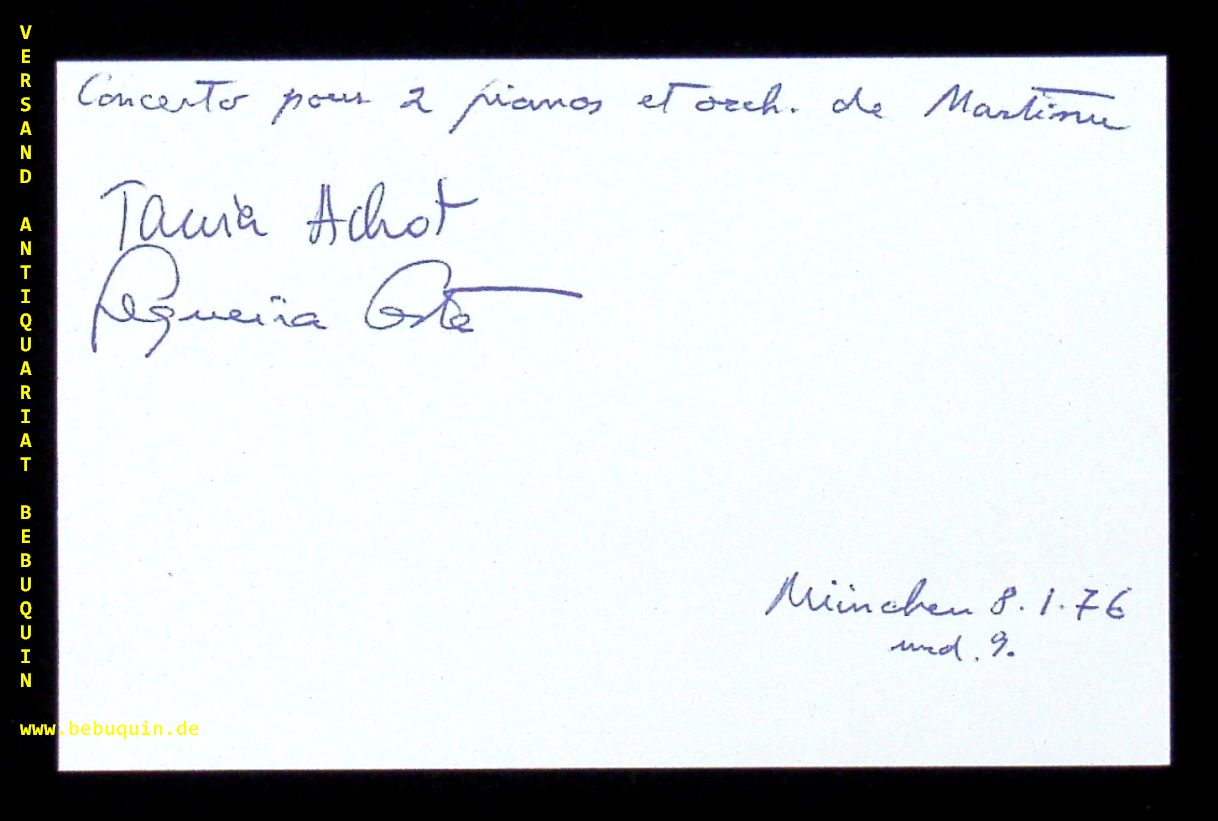 VERSAND ANTIQUARIAT BEBUQUIN
Concerto pour 2 pianos et orch. de Martinu
Tania Achot
Sequeira Costa
München 8.1.76
und 9.
www.bebuquin.de